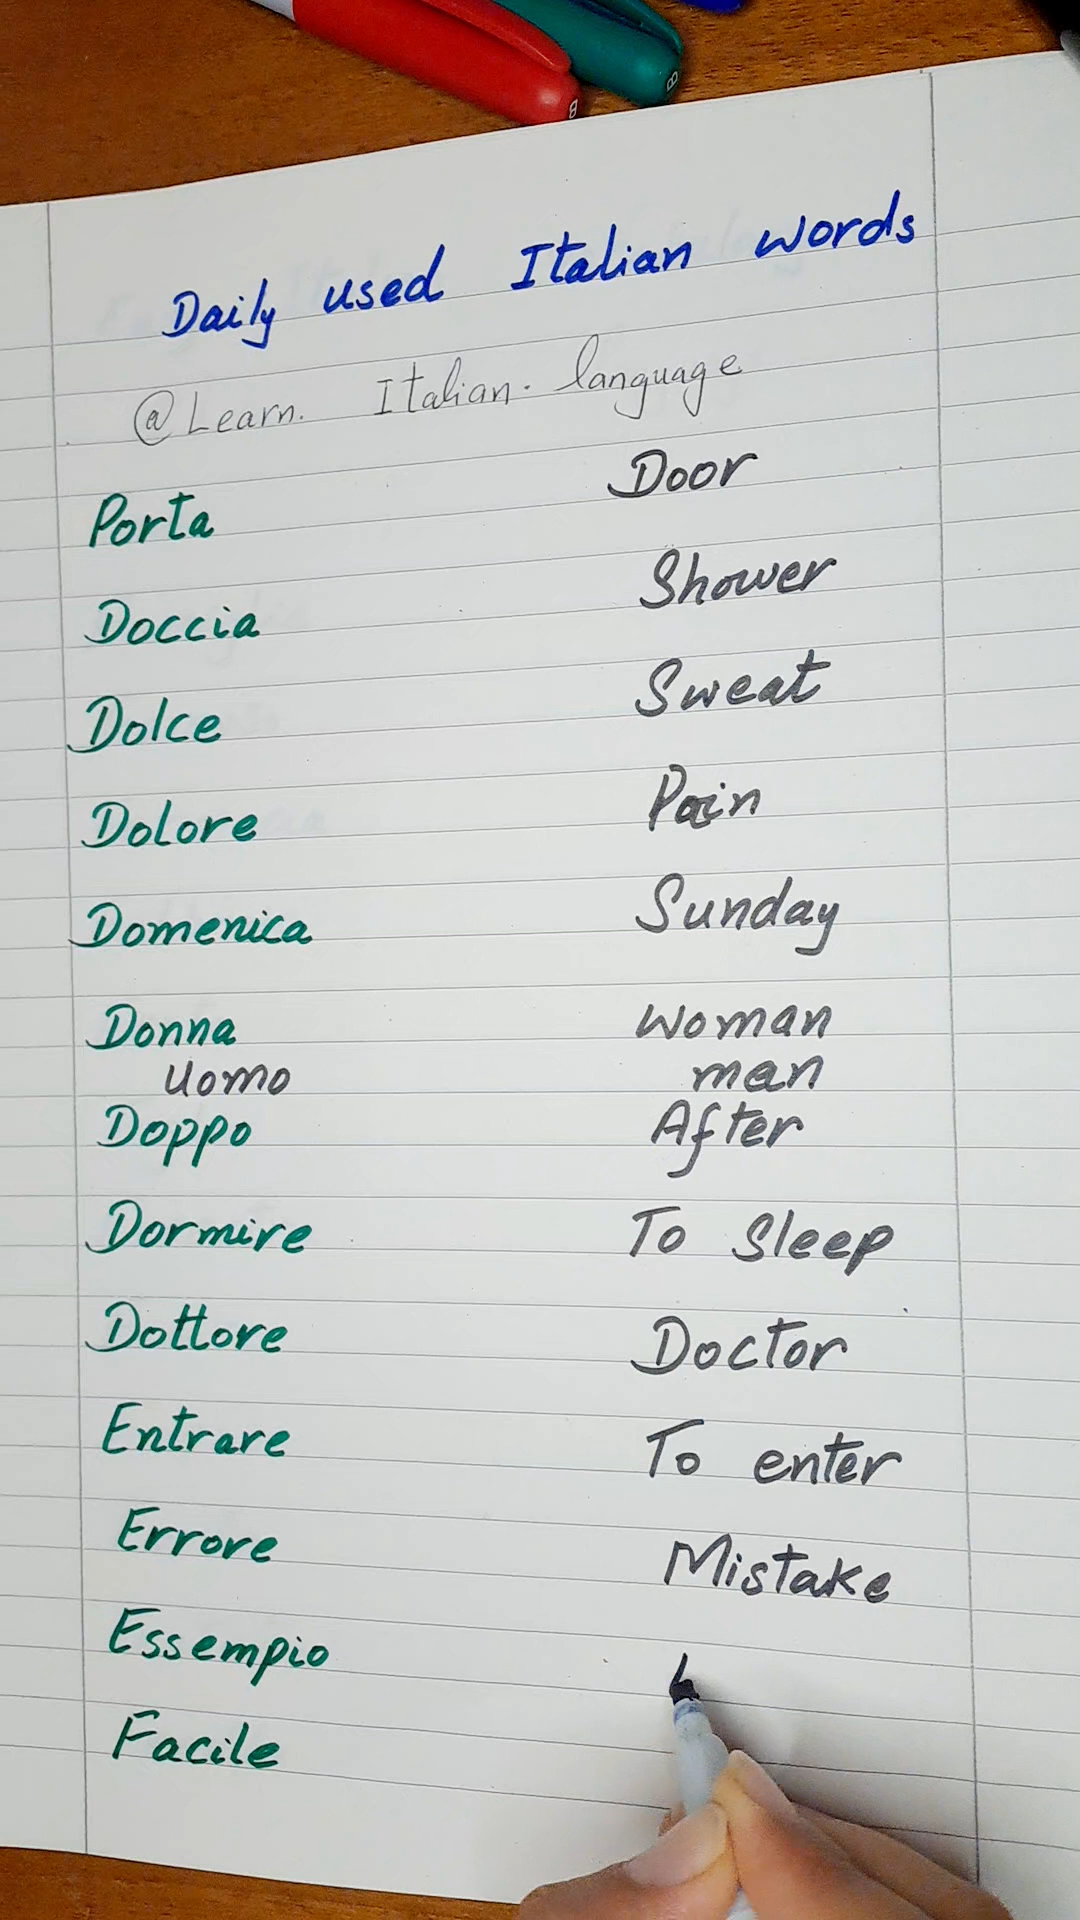 Daily used Italian words
@Learn. Italian. language
Porta Door
Doccia Shower
Dolce Sweat
Dolore Pain
Domenica Sunday
Donna Woman
Uomo man
Doppo After
Dormire To Sleep
Dottore Doctor
Entrare To enter
Errore Mistake
Essempio
Facile